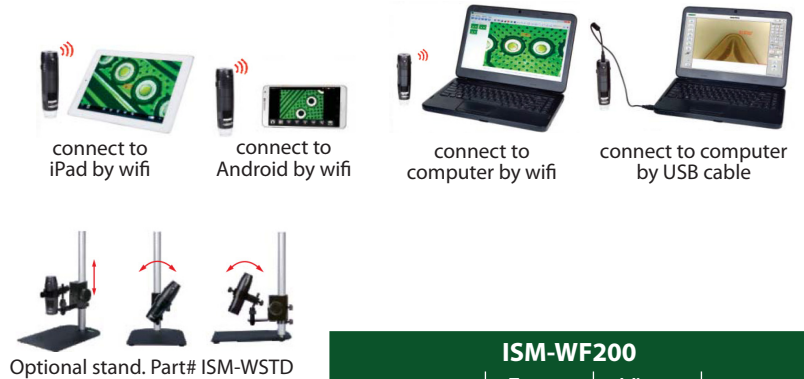 connect to
iPad by wifi
connect to
Android by wifi
connect to
computer by wifi
connect to computer
by USB cable
Optional stand. Part# ISM-WSTD
ISM-WF200